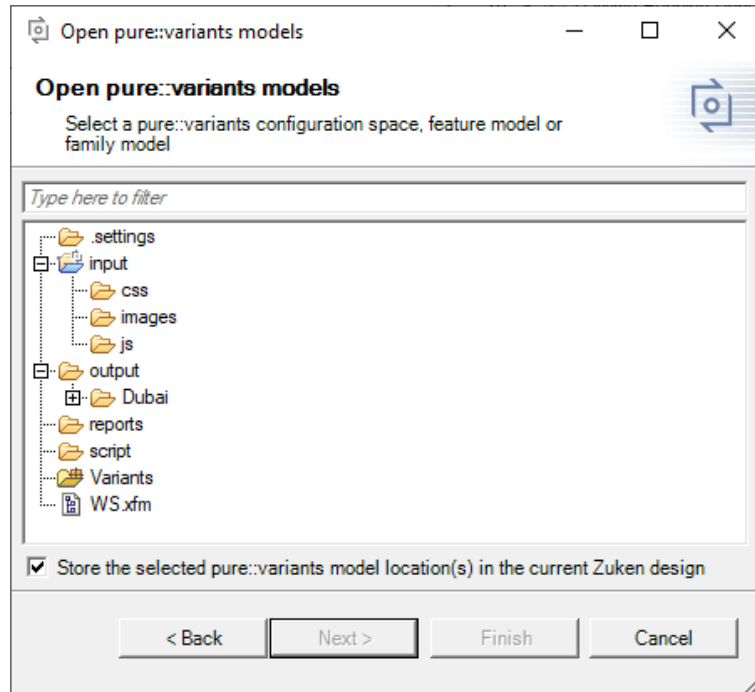 Open pure::variants models
Open pure::variants models
Select a pure::variants configuration space, feature model or
family model
Type here to filter
.settings
input
css
images
js
output
Dubai
reports
script
Variants
WS.xfm
Store the selected pure::variants model location(s) in the current Zuken design
< Back Next > Finish Cancel